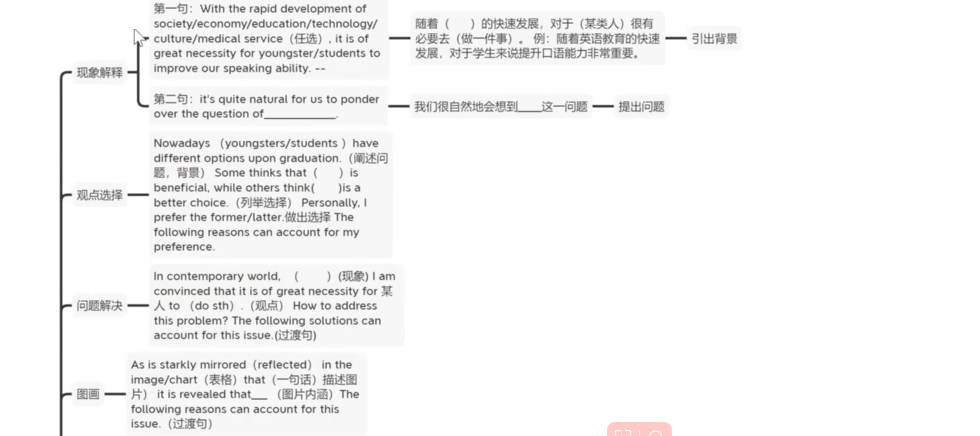 第一句：With the rapid development of
society/economy/education/technology/
culture/medical service（任选）, it is of
great necessity for youngster/students to
improve our speaking ability. --
随着（　　）的快速发展，对于（某类人）很有
必要去（做一件事）。 例：随着英语教育的快速
发展，对于学生来说提升口语能力非常重要。
引出背景
现象解释
第二句：it's quite natural for us to ponder
over the question of____________.
我们很自然地会想到____这一问题
提出问题
观点选择
Nowadays （youngsters/students ）have
different options upon graduation.（阐述问
题，背景） Some thinks that（　　）is
beneficial, while others think(　　)is a
better choice.（列举选择） Personally, I
prefer the former/latter.做出选择 The
following reasons can account for my
preference.
问题解决
In contemporary world, （　　）(现象) I am
convinced that it is of great necessity for 某
人 to （do sth）.（观点） How to address
this problem? The following solutions can
account for this issue.(过渡句)
图画
As is starkly mirrored（reflected） in the
image/chart（表格）that（一句话）描述图
片） it is revealed that___ （图片内涵）The
following reasons can account for this
issue.（过渡句）